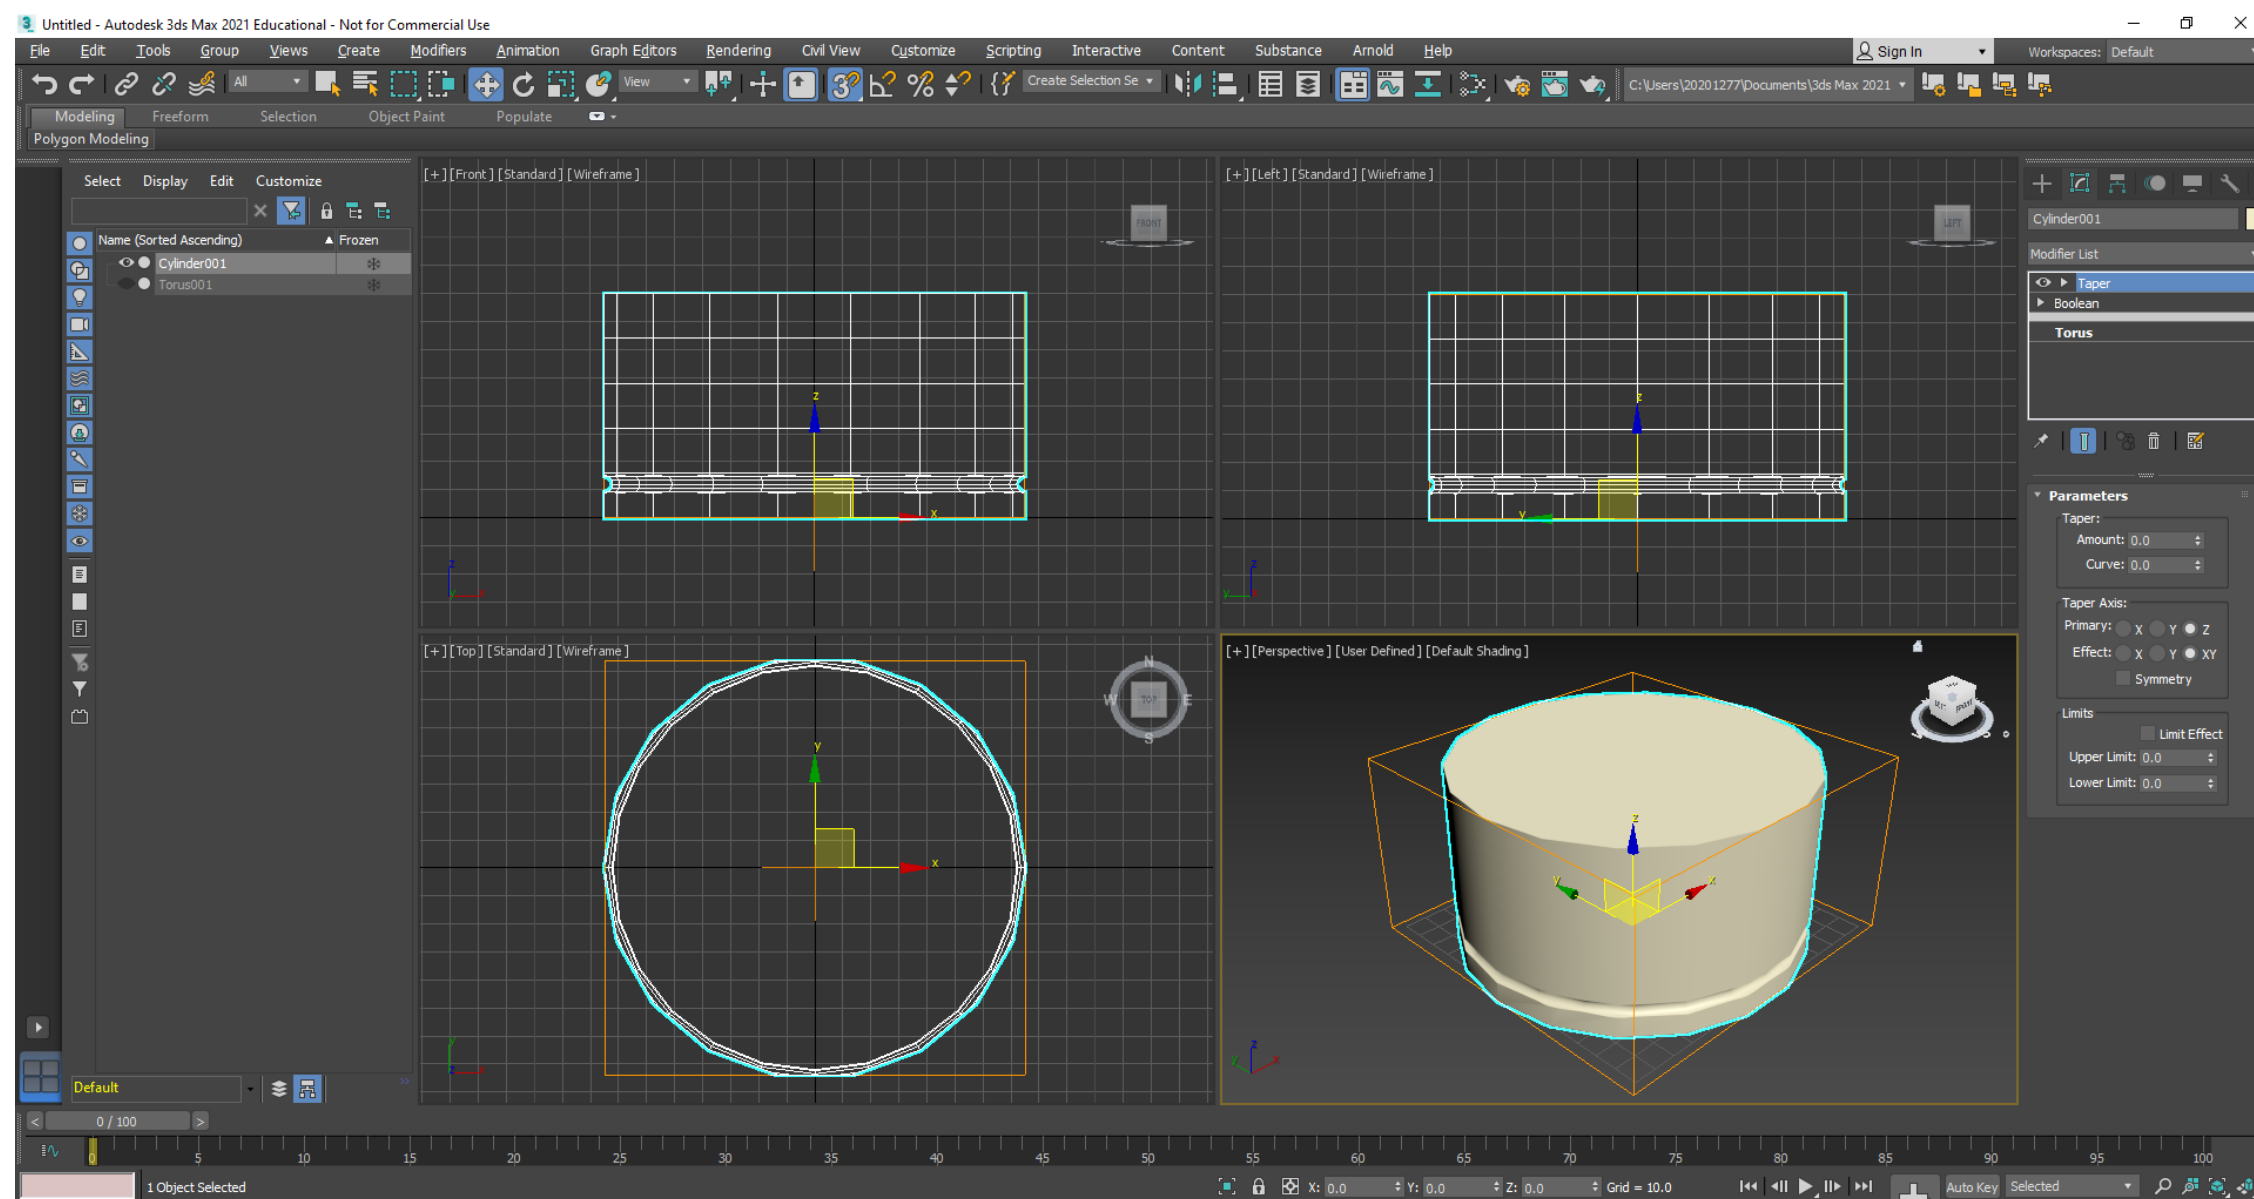 Untitled - Autodesk 3ds Max 2021 Educational - Not for Commercial Use
File Edit Tools Group Views Create Modifiers Animation Graph Editors Rendering Civil View Customize Scripting Interactive Content Substance Arnold Help Sign In Workspaces: Default
All View Create Selection Se C:\Users\20201277\Documents\3ds Max 2021
Modeling Freeform Selection Object Paint Populate
Polygon Modeling
Select Display Edit Customize
Name (Sorted Ascending) Frozen
Cylinder001
Torus001
Default
[+][Front][Standard][Wireframe]
FRONT
z
x
z
y x
[+][Left][Standard][Wireframe]
LEFT
z
y
z
y
[+][Top][Standard][Wireframe]
N
W TOP E
S
y
x
y
z x
[+][Perspective][User Defined][Default Shading]
z
y x
z
y x
Cylinder001
Modifier List
Taper
Boolean
Torus
Parameters
Taper:
Amount: 0.0
Curve: 0.0
Taper Axis:
Primary: X Y Z
Effect: X Y XY
Symmetry
Limits
Limit Effect
Upper Limit: 0.0
Lower Limit: 0.0
< 0 / 100 >
0 5 10 15 20 25 30 35 40 45 50 55 60 65 70 75 80 85 90 95 100
1 Object Selected X: 0.0 Y: 0.0 Z: 0.0 Grid = 10.0 Auto Key Selected